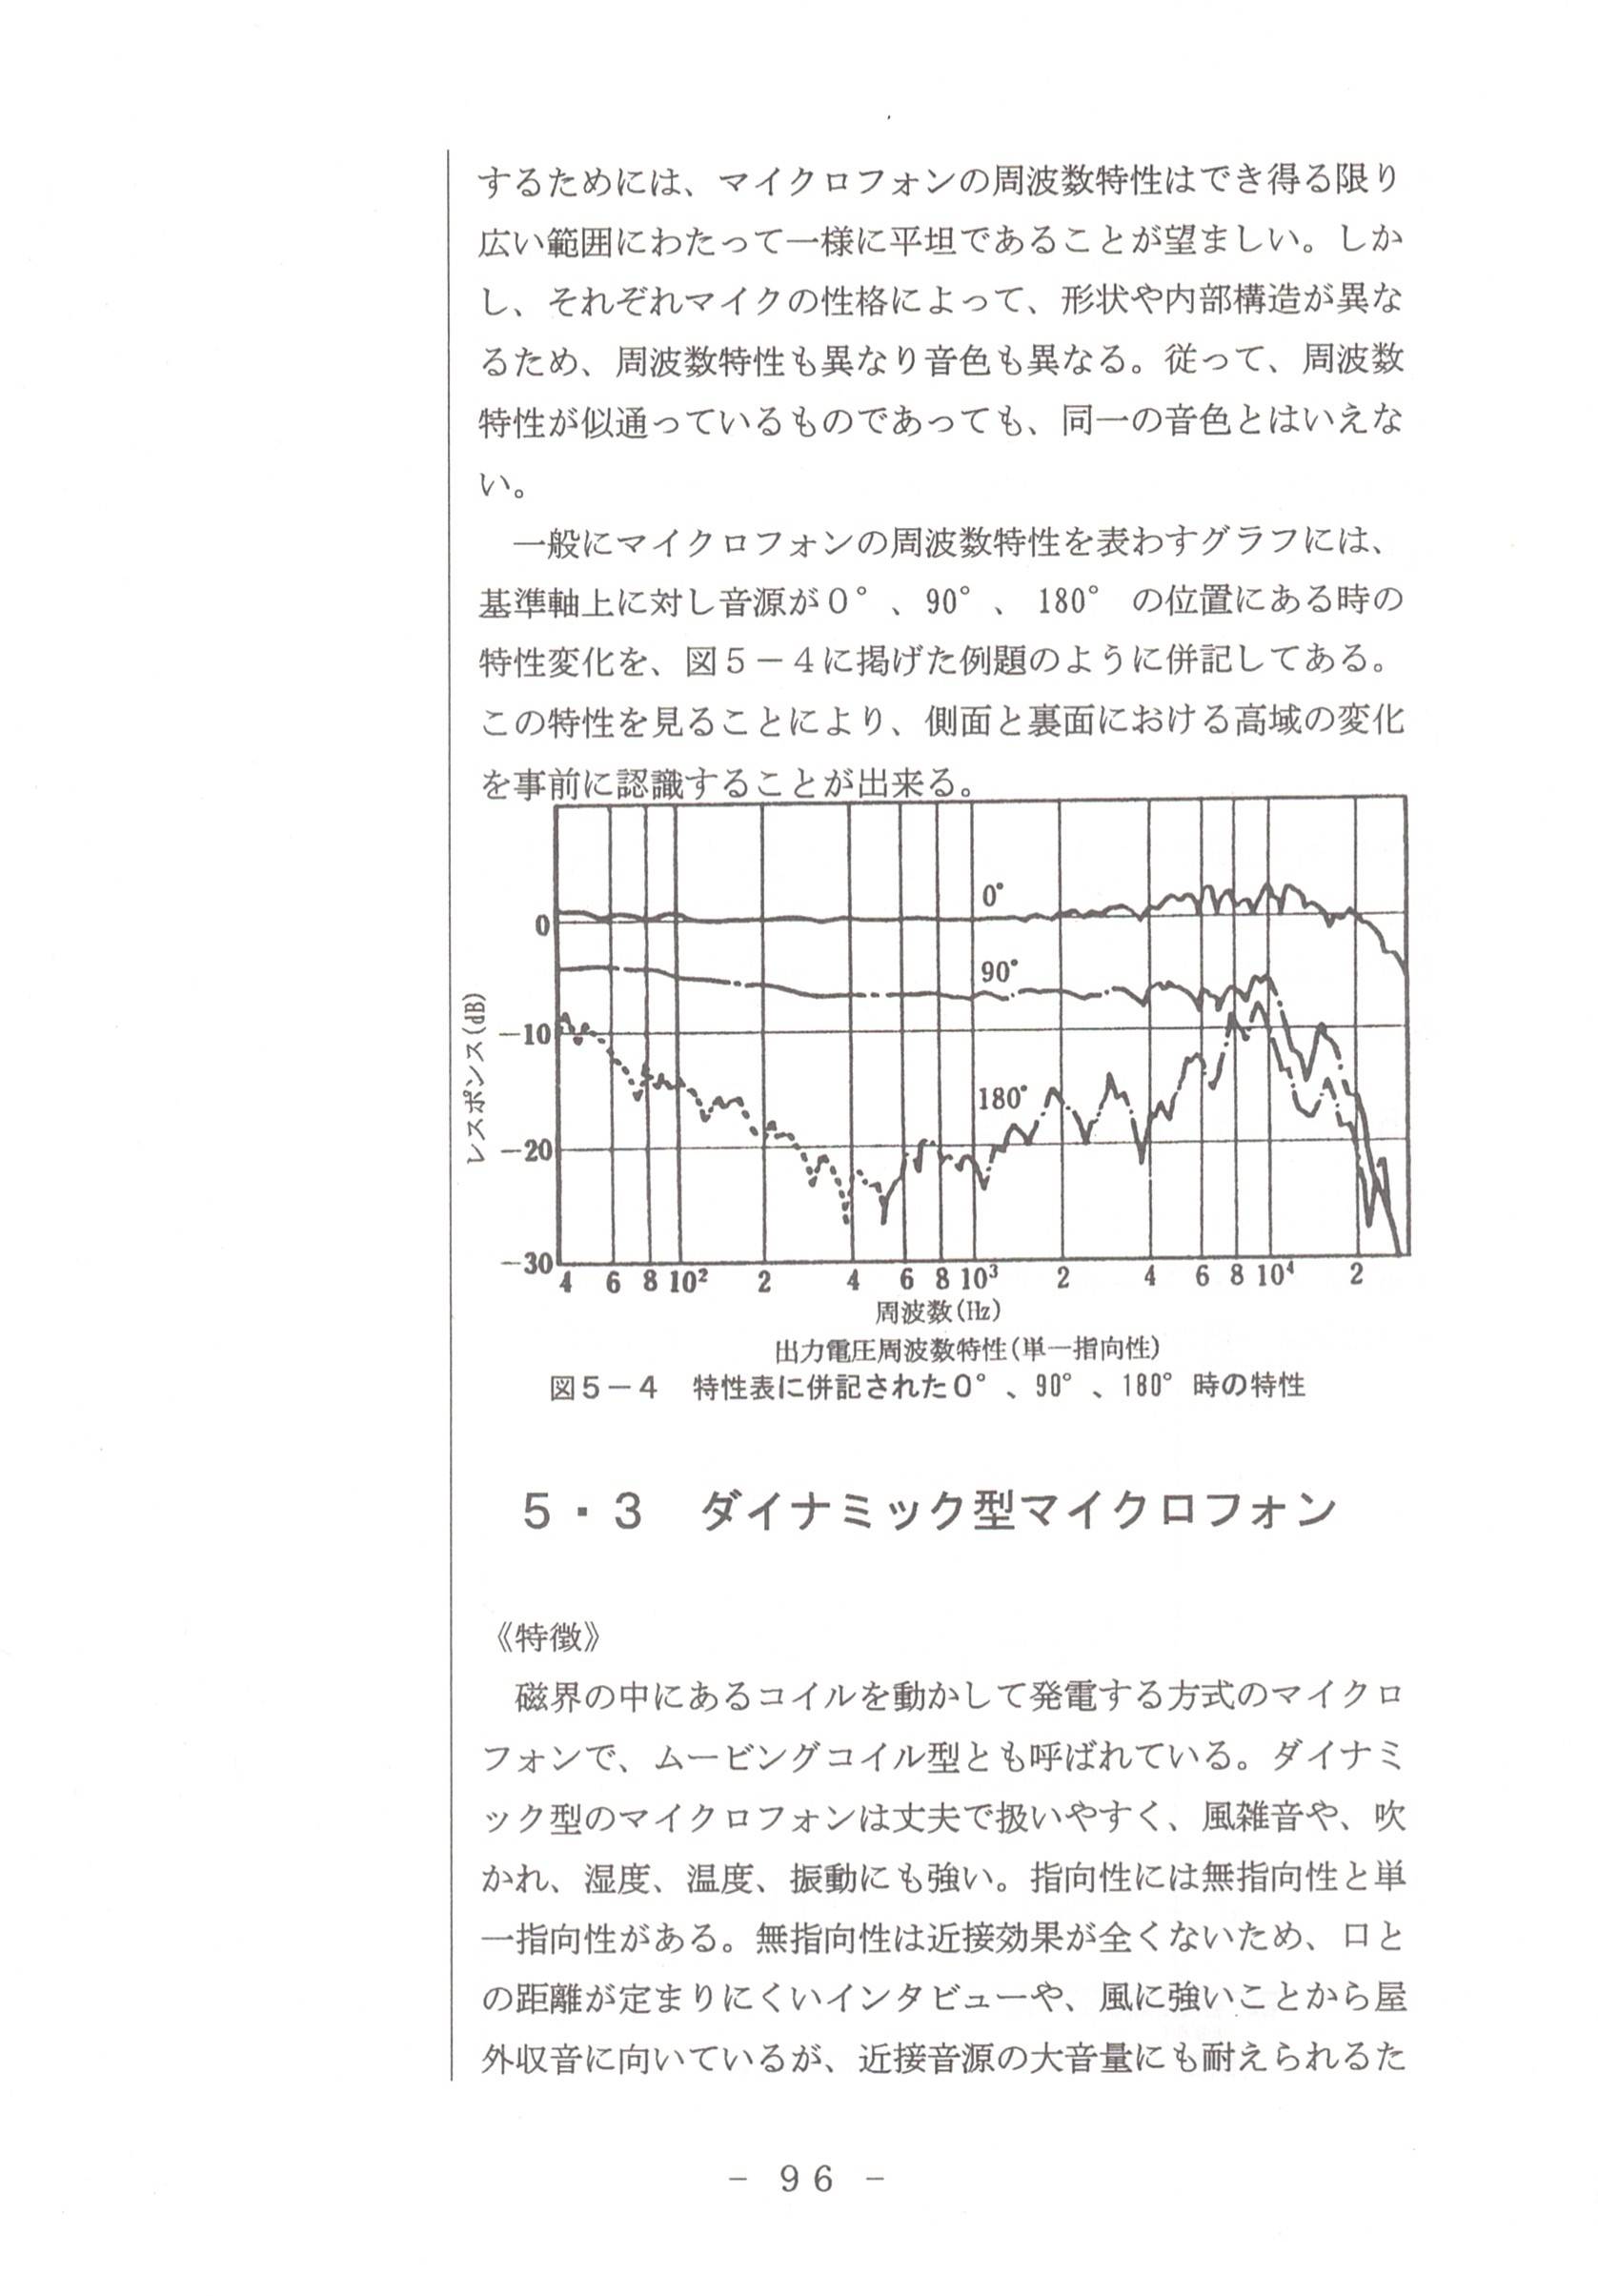 するためには、マイクロフォンの周波数特性はでき得る限り
広い範囲にわたって一様に平坦であることが望ましい。しか
し、それぞれマイクの性格によって、形状や内部構造が異な
るため、周波数特性も異なり音色も異なる。従って、周波数
特性が似通っているものであっても、同一の音色とはいえな
い。
一般にマイクロフォンの周波数特性を表わすグラフには、
基準軸上に対し音源が0°、90°、180°の位置にある時の
特性変化を、図5-4に掲げた例題のように併記してある。
この特性を見ることにより、側面と裏面における高域の変化
を事前に認識することが出来る。
0°
0
90°
レスポンス(dB)
-10
180°
-20
-30
4 6 8 10² 2 4 6 8 10³ 2 4 6 8 10⁴ 2
周波数(Hz)
出力電圧周波数特性(単一指向性)
図5-4 特性表に併記された0°、90°、180°時の特性
5・3 ダイナミック型マイクロフォン
《特徴》
磁界の中にあるコイルを動かして発電する方式のマイクロ
フォンで、ムービングコイル型とも呼ばれている。ダイナミ
ック型のマイクロフォンは丈夫で扱いやすく、風雑音や、吹
かれ、湿度、温度、振動にも強い。指向性には無指向性と単
一指向性がある。無指向性は近接効果が全くないため、口と
の距離が定まりにくいインタビューや、風に強いことから屋
外収音に向いているが、近接音源の大音量にも耐えられるた
- 96 -